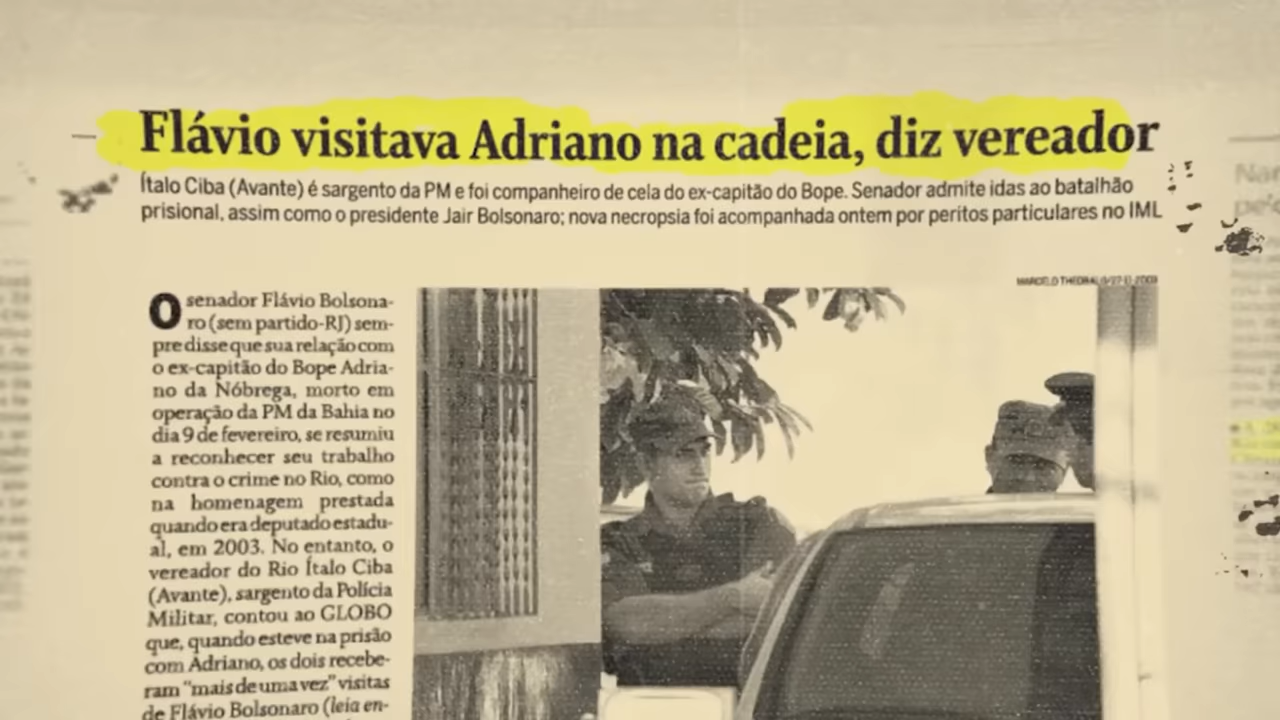 Flávio visitava Adriano na cadeia, diz vereador
Ítalo Ciba (Avante) é sargento da PM e foi companheiro de cela do ex-capitão do Bope. Senador admite idas ao batalhão
prisional, assim como o presidente Jair Bolsonaro; nova necropsia foi acompanhada ontem por peritos particulares no IML
O senador Flávio Bolsona-
ro (sem partido-RJ) sem-
pre disse que sua relação com
o ex-capitão do Bope Adria-
no da Nóbrega, morto em
operação da PM da Bahia no
dia 9 de fevereiro, se resumiu
a reconhecer seu trabalho
contra o crime no Rio, como
na homenagem prestada
quando era deputado estadu-
al, em 2003. No entanto, o
vereador do Rio Ítalo Ciba
(Avante), sargento da Polícia
Militar, contou ao GLOBO
que, quando esteve na prisão
com Adriano, os dois recebe-
ram "mais de uma vez" visitas
de Flávio Bolsonaro (leia en-